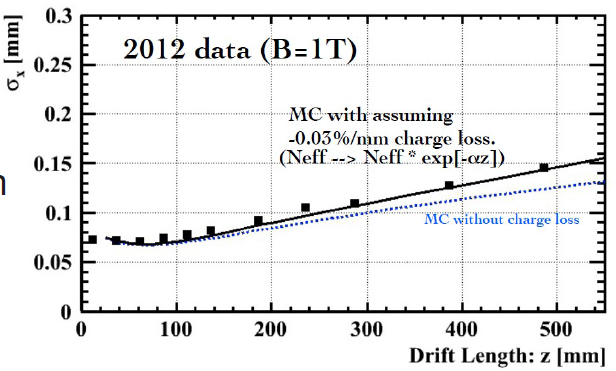 2012 data (B=1T)
σx [mm]
0.3
0.25
0.2
0.15
0.1
0.05
0
MC with assuming
-0.03%/mm charge loss.
(Neff --> Neff * exp[-αz])
MC without charge loss
0 100 200 300 400 500
Drift Length: z [mm]